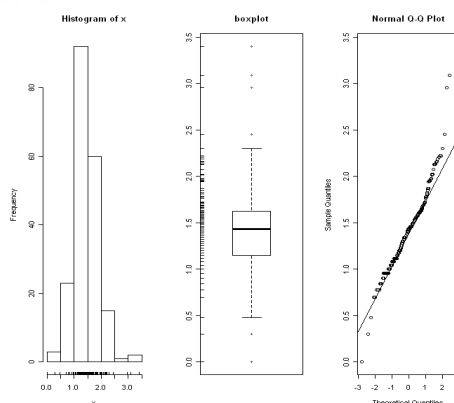 Histogram of x
Frequency
0 20 40 60 80
0.0 1.0 2.0 3.0
x
boxplot
0.0 0.5 1.0 1.5 2.0 2.5 3.0 3.5
Normal Q-Q Plot
Sample Quantiles
0.0 0.5 1.0 1.5 2.0 2.5 3.0 3.5
-3 -2 -1 0 1 2
Theoretical Quantiles